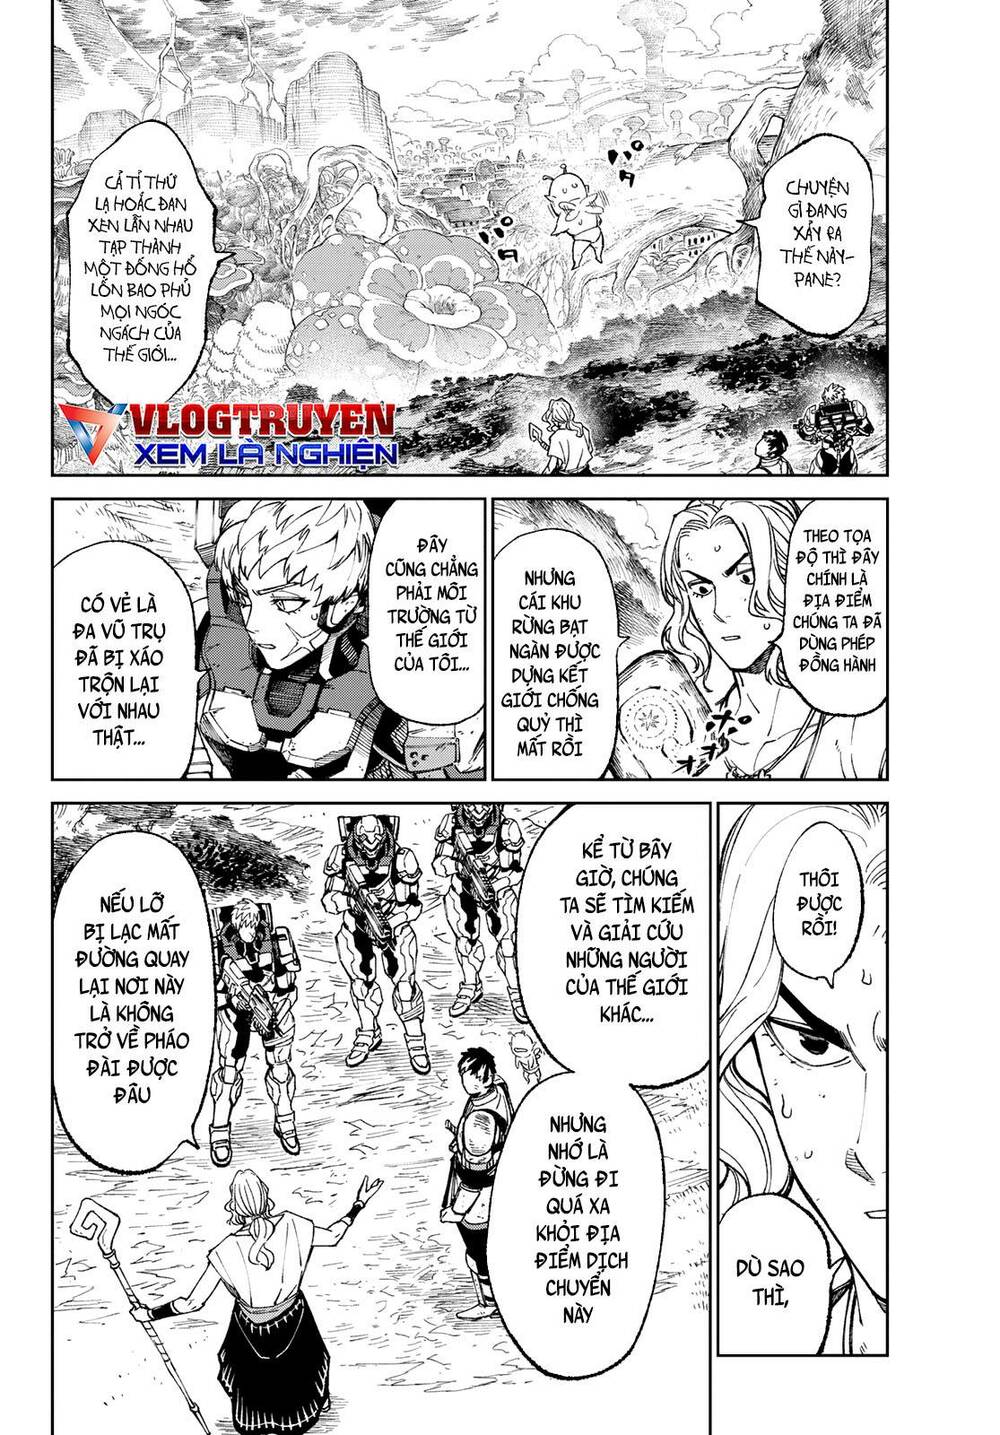 CHUYỆN
GÌ ĐANG
XẢY RA
THẾ NÀY-
PANE?
CẢ TỈ THỨ
LẠ HOẮC ĐAN
XEN LẪN NHAU
TẠP THÀNH
MỘT ĐỐNG HỔ
LỐN BAO PHỦ
MỌI NGÓC
NGÁCH CỦA
THẾ GIỚI...
パタ
パタ
VLOGTRUYEN
XEM LÀ NGHIỆN
THEO TỌA
ĐỘ THÌ ĐÂY
CHÍNH LÀ
ĐỊA ĐIỂM
CHÚNG TA ĐÃ
DÙNG PHÉP
ĐỒNG HÀNH
NHƯNG
CÁI KHU
RỪNG BẠT
NGÀN ĐƯỢC
DỰNG KẾT
GIỚI CHỐNG
QUỶ THÌ
MẤT RỒI
ĐÂY
CŨNG CHẲNG
PHẢI MÔI
TRƯỜNG TỪ
THẾ GIỚI
CỦA TÔI...
CÓ VẺ LÀ
ĐA VŨ TRỤ
ĐÃ BỊ XÁO
TRỘN LẠI
VỚI NHAU
THẬT...
THÔI
ĐƯỢC
RỒI!
DÙ SAO
THÌ,
KỂ TỪ BÂY
GIỜ, CHÚNG
TA SẼ TÌM KIẾM
VÀ GIẢI CỨU
NHỮNG NGƯỜI
CỦA THẾ GIỚI
KHÁC...
NHƯNG
NHỚ LÀ
ĐỪNG ĐI
QUÁ XA
KHỎI ĐỊA
ĐIỂM DỊCH
CHUYỂN
NÀY
NẾU LỠ
BỊ LẠC MẤT
ĐƯỜNG QUAY
LẠI NƠI NÀY
LÀ KHÔNG
TRỞ VỀ PHÁO
ĐÀI ĐƯỢC
ĐÂU